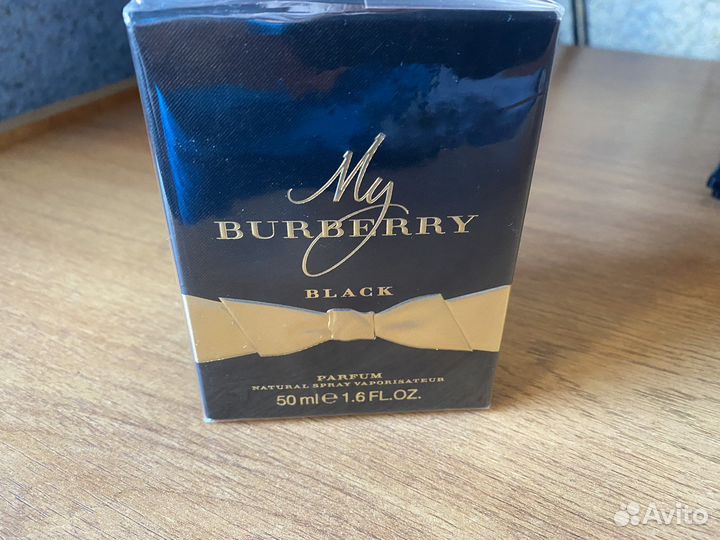 My
BURBERRY
BLACK
PARFUM
NATURAL SPRAY VAPORISATEUR
50 ml e 1.6 FL.OZ.
Avito